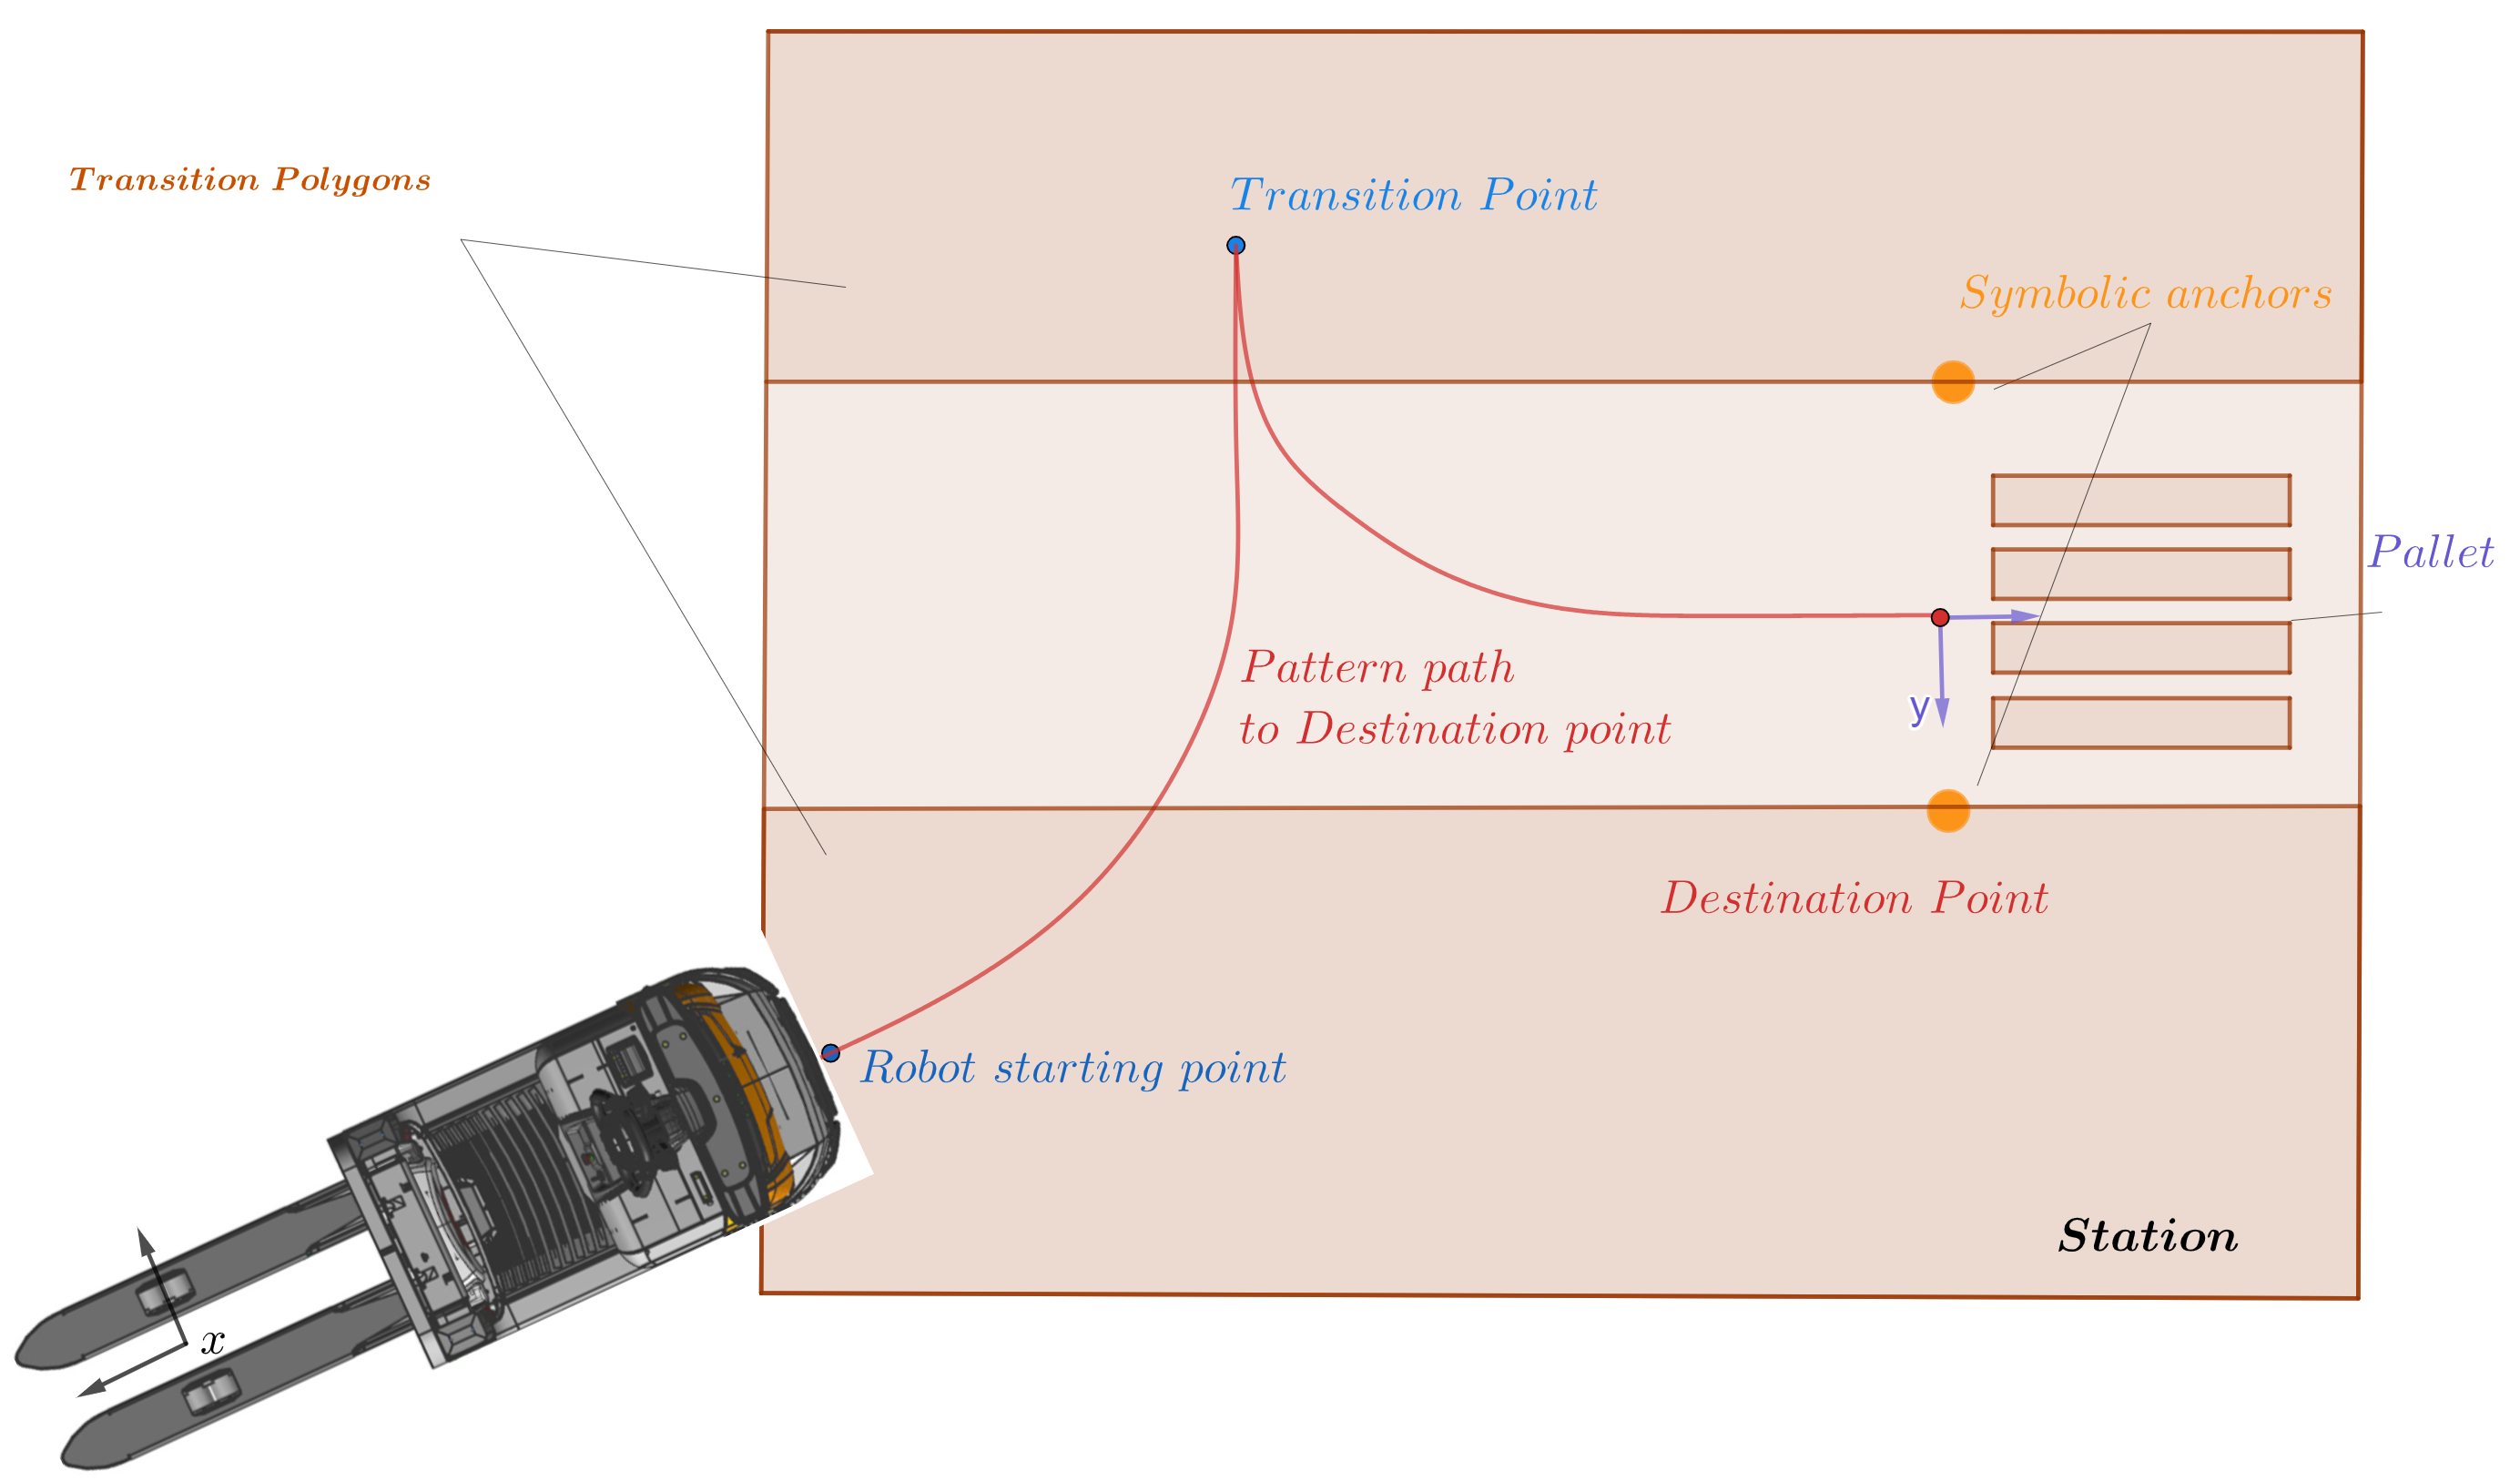 Transition Polygons
Transition Point
Symbolic anchors
Pallet
Pattern path
to Destination point
y
Destination Point
Robot starting point
Station
x